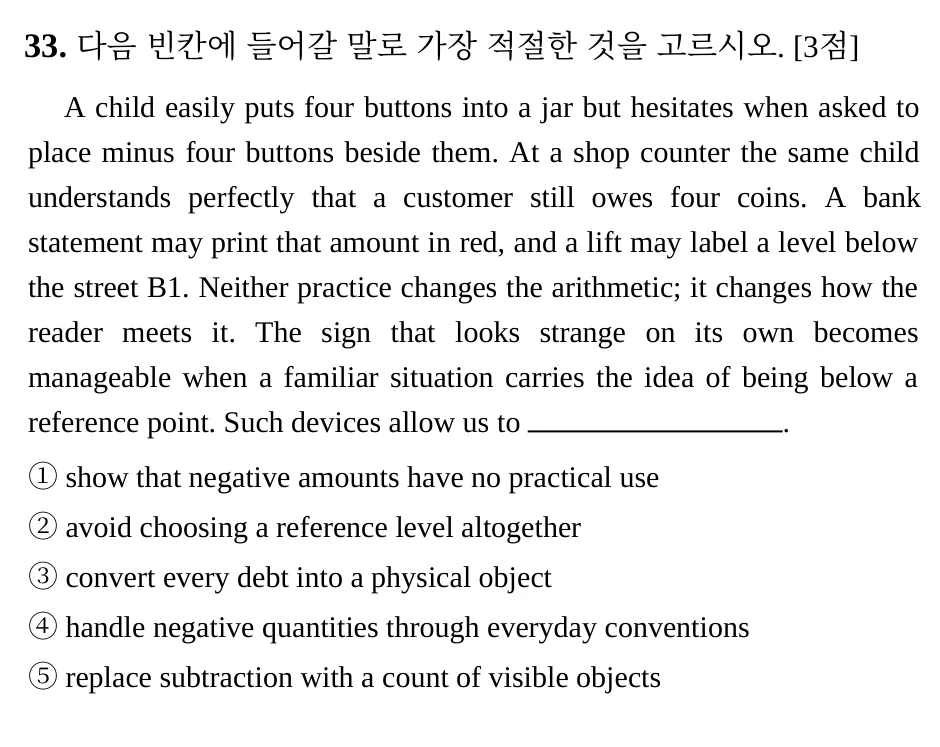 33. 다음 빈칸에 들어갈 말로 가장 적절한 것을 고르시오. [3점]
A child easily puts four buttons into a jar but hesitates when asked to
place minus four buttons beside them. At a shop counter the same child
understands perfectly that a customer still owes four coins. A bank
statement may print that amount in red, and a lift may label a level below
the street B1. Neither practice changes the arithmetic; it changes how the
reader meets it. The sign that looks strange on its own becomes
manageable when a familiar situation carries the idea of being below a
reference point. Such devices allow us to ____________________.
① show that negative amounts have no practical use
② avoid choosing a reference level altogether
③ convert every debt into a physical object
④ handle negative quantities through everyday conventions
⑤ replace subtraction with a count of visible objects